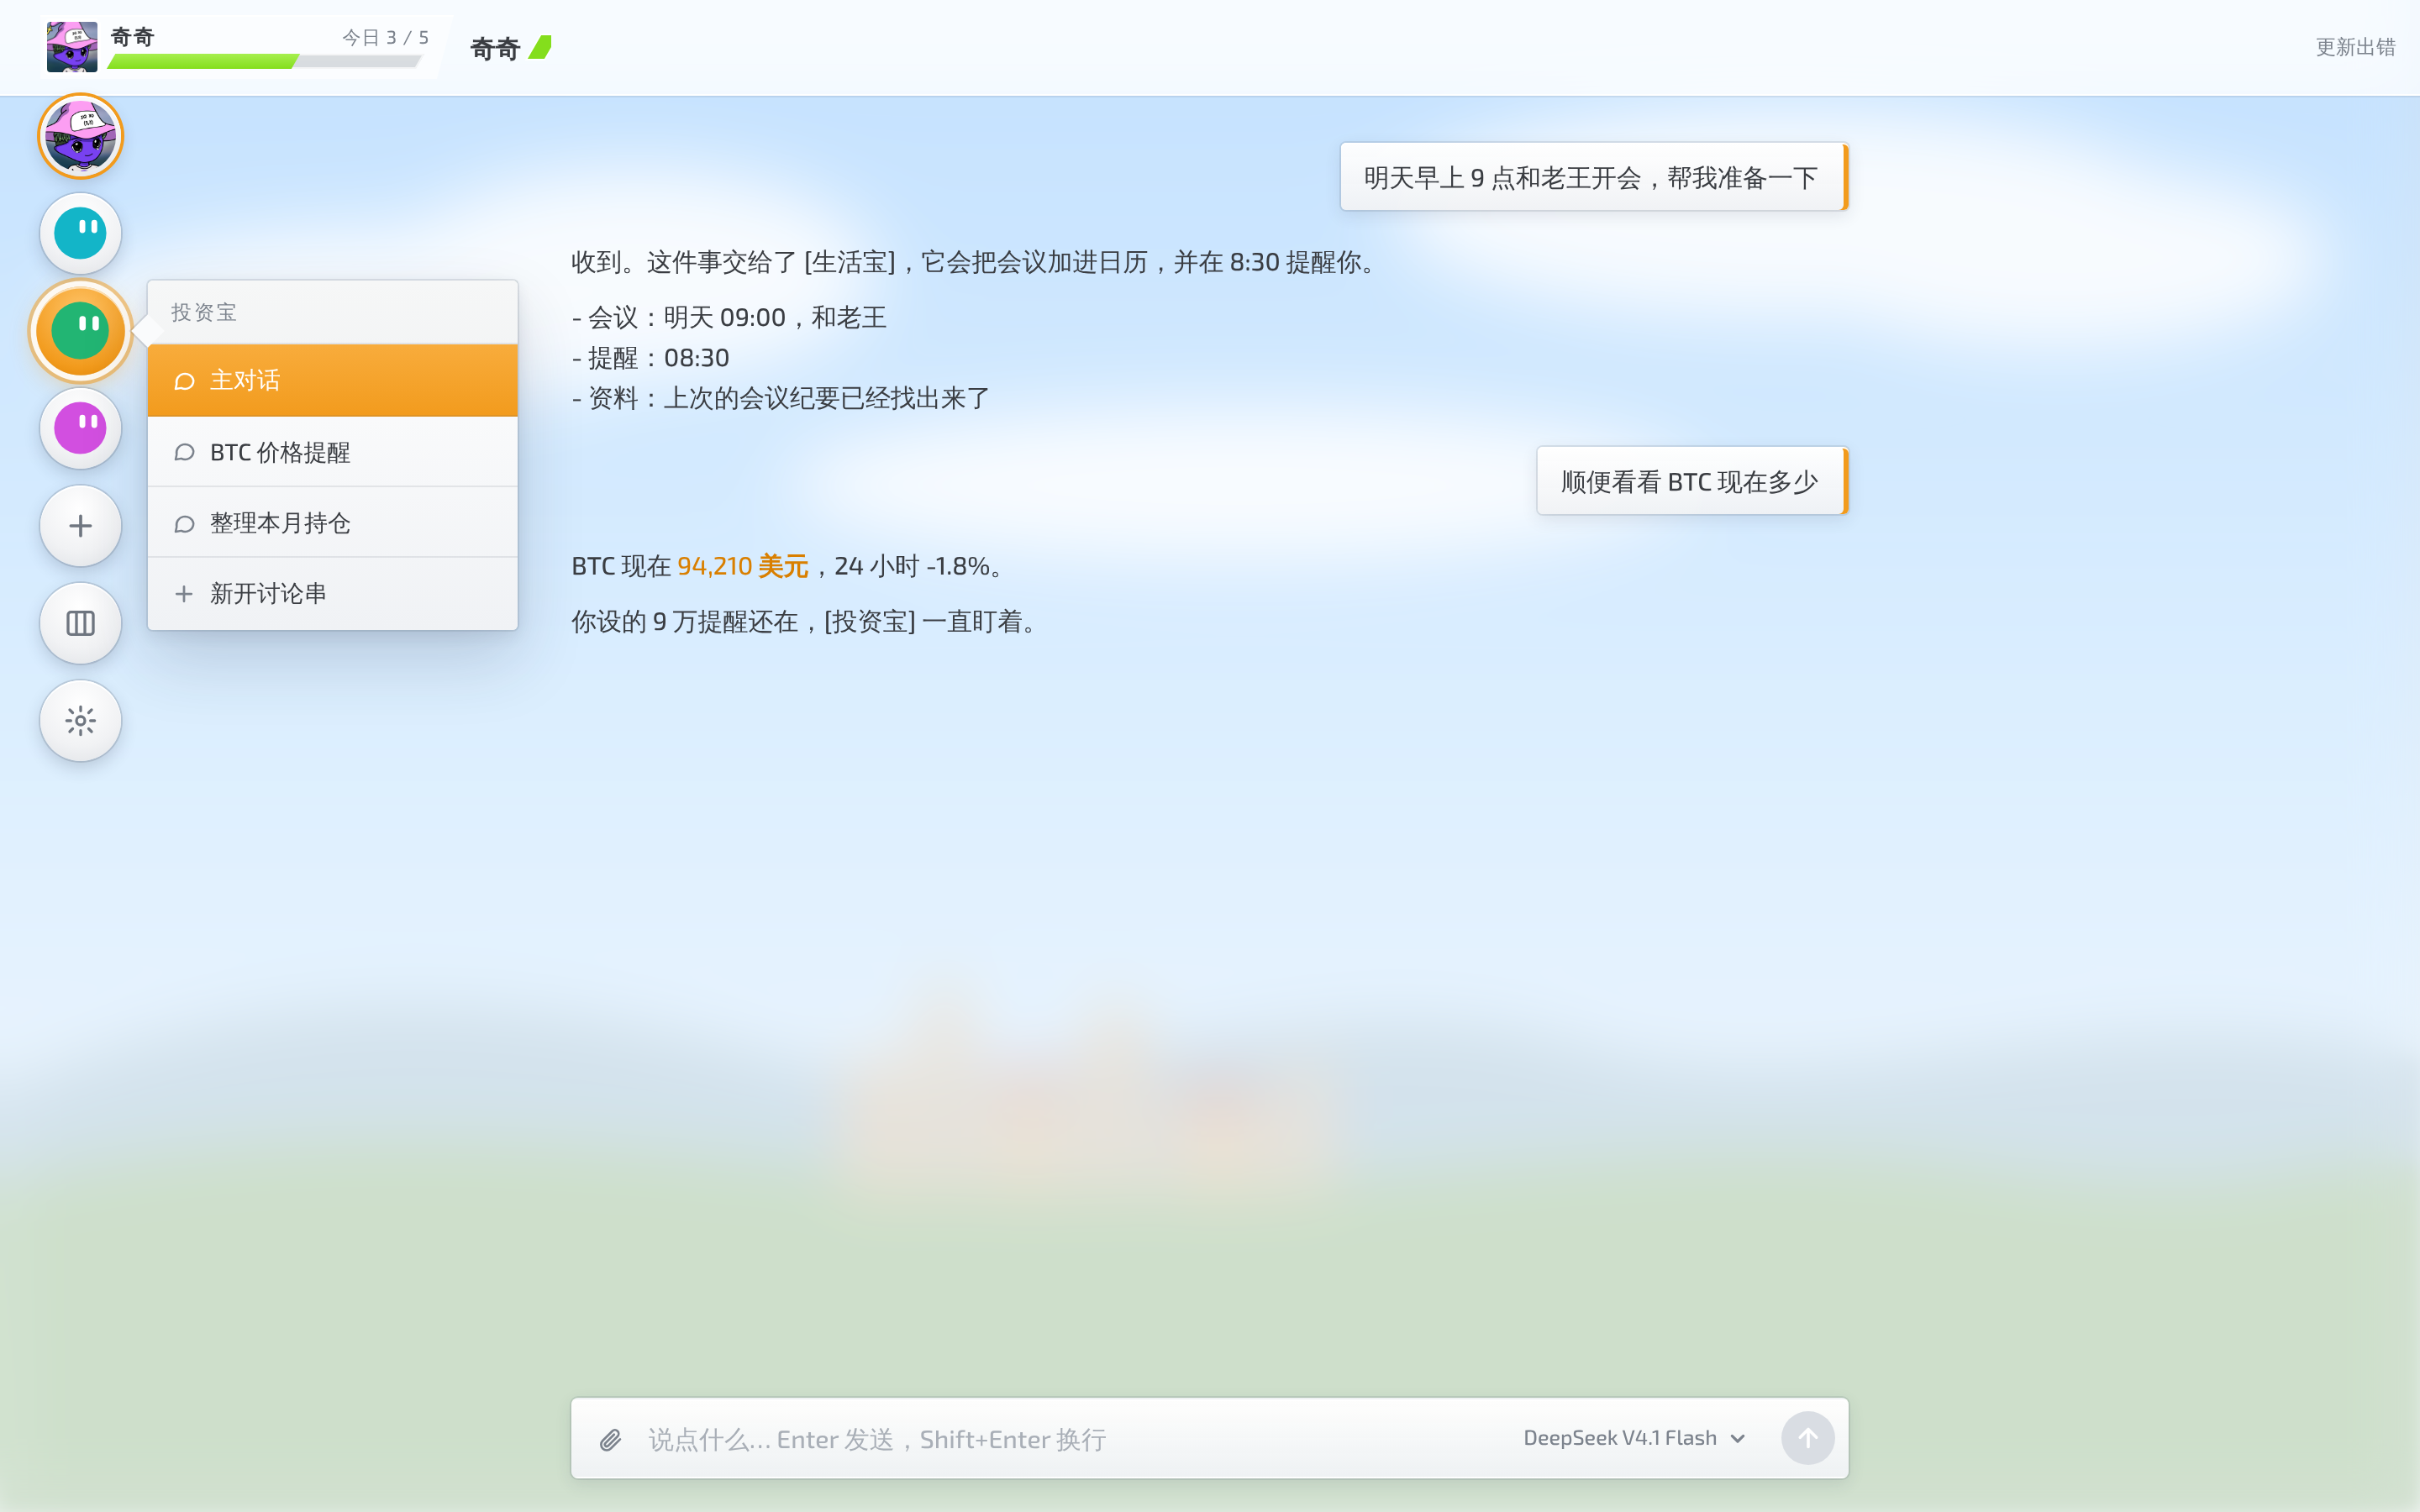 奇奇
今日 3 / 5
奇奇
更新出错
明天早上 9 点和老王开会，帮我准备一下
收到。这件事交给了 [生活宝]，它会把会议加进日历，并在 8:30 提醒你。
- 会议：明天 09:00，和老王
- 提醒：08:30
- 资料：上次的会议纪要已经找出来了
投资宝
主对话
BTC 价格提醒
整理本月持仓
新开讨论串
顺便看看 BTC 现在多少
BTC 现在 94,210 美元，24 小时 -1.8%。
你设的 9 万提醒还在，[投资宝] 一直盯着。
说点什么... Enter 发送，Shift+Enter 换行
DeepSeek V4.1 Flash